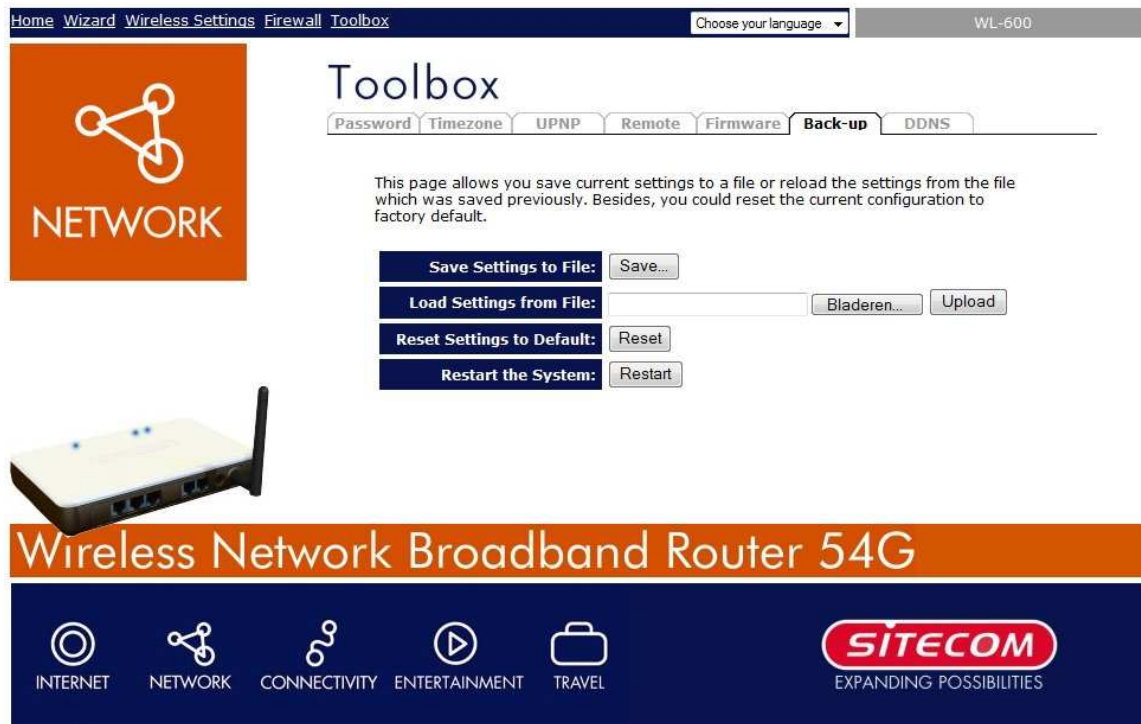 Home Wizard Wireless Settings Firewall Toolbox
Choose your language
WL-600
NETWORK
Toolbox
Password Timezone UPNP Remote Firmware Back-up DDNS
This page allows you save current settings to a file or reload the settings from the file
which was saved previously. Besides, you could reset the current configuration to
factory default.
Save Settings to File: Save...
Load Settings from File: Bladeren... Upload
Reset Settings to Default: Reset
Restart the System: Restart
Wireless Network Broadband Router 54G
INTERNET NETWORK CONNECTIVITY ENTERTAINMENT TRAVEL
SITECOM
EXPANDING POSSIBILITIES